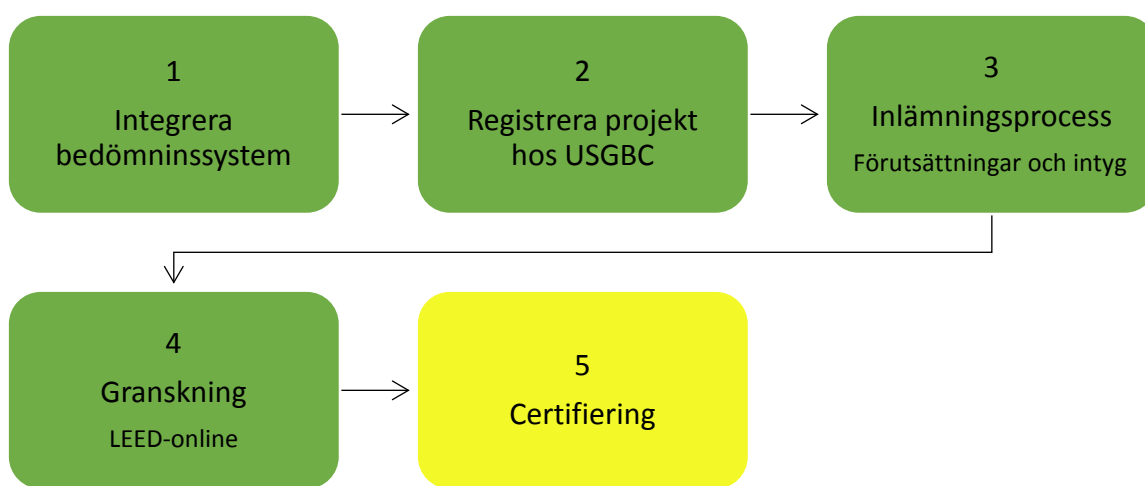 1
Integrera
bedömninssystem
2
Registrera projekt
hos USGBC
3
Inlämningsprocess
Förutsättningar och intyg
4
Granskning
LEED-online
5
Certifiering